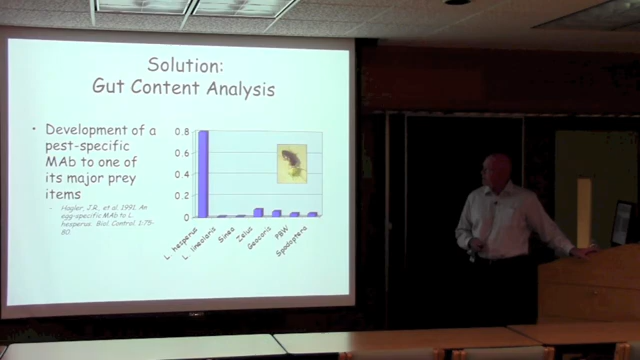 Solution:
Gut Content Analysis
• Development of a
pest-specific
MAb to one of
its major prey
items
– Hagler, J.R., et al. 1991. An
egg-specific MAb to L.
hesperus. Biol. Control 1:75-
80.
0.8
0.6
0.4
0.2
0
L. hesperus
L. lineolaris
Sinea
Zelus
Geocoris
PBW
Spodoptera